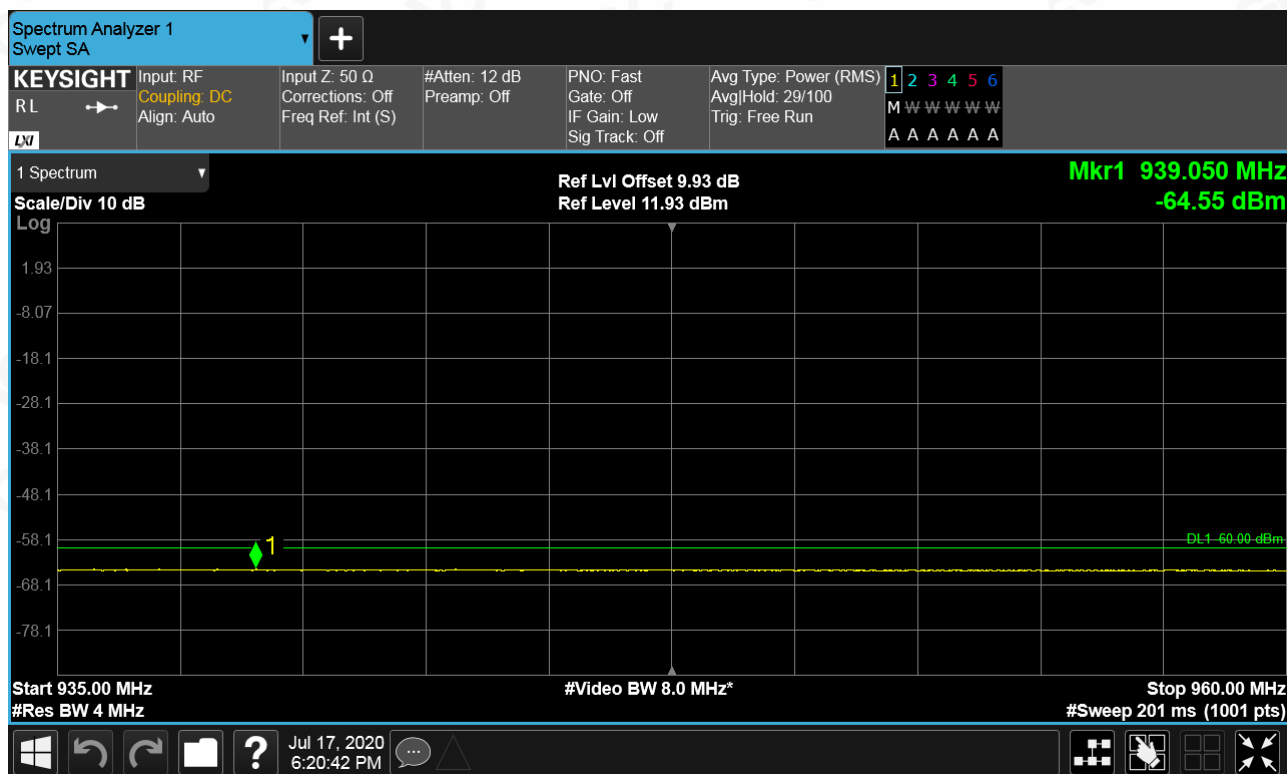 Spectrum Analyzer 1
Swept SA
+
KEYSIGHT Input: RF Input Z: 50 Ω #Atten: 12 dB PNO: Fast Avg Type: Power (RMS) 1 2 3 4 5 6
R L Coupling: DC Corrections: Off Preamp: Off Gate: Off Avg|Hold: 29/100 M W W W W W
Align: Auto Freq Ref: Int (S) IF Gain: Low Trig: Free Run
LXI Sig Track: Off A A A A A A
1 Spectrum Ref Lvl Offset 9.93 dB Mkr1 939.050 MHz
Scale/Div 10 dB Ref Level 11.93 dBm -64.55 dBm
Log
1.93
-8.07
-18.1
-28.1
-38.1
-48.1
-58.1 1 DL1 -60.00 dBm
-68.1
-78.1
Start 935.00 MHz #Video BW 8.0 MHz* Stop 960.00 MHz
#Res BW 4 MHz #Sweep 201 ms (1001 pts)
? Jul 17, 2020
6:20:42 PM